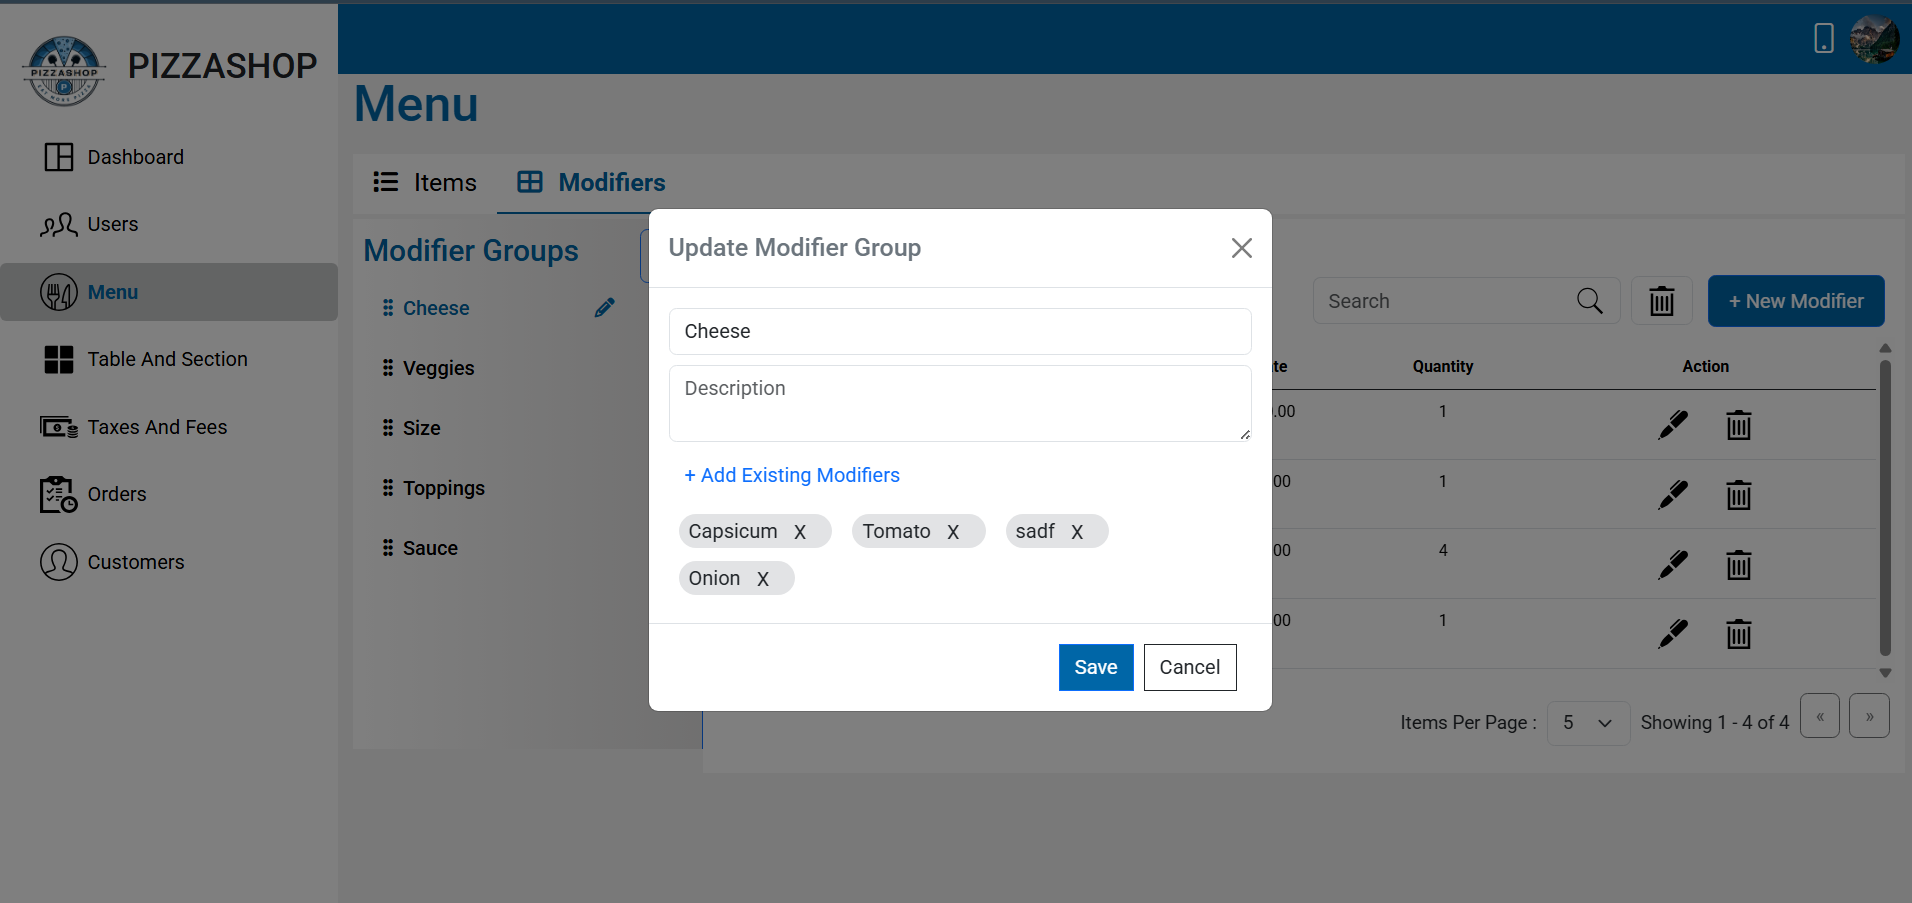 PIZZASHOP
PIZZASHOP
Menu
Dashboard
Users
Menu
Table And Section
Taxes And Fees
Orders
Customers
Items
Modifiers
Modifier Groups
Cheese
Veggies
Size
Toppings
Sauce
Update Modifier Group
Cheese
Description
+ Add Existing Modifiers
Capsicum X Tomato X sadf X
Onion X
Save Cancel
Search
+ New Modifier
te Quantity Action
.00 1
00 1
00 4
00 1
Items Per Page : 5 Showing 1 - 4 of 4 « »